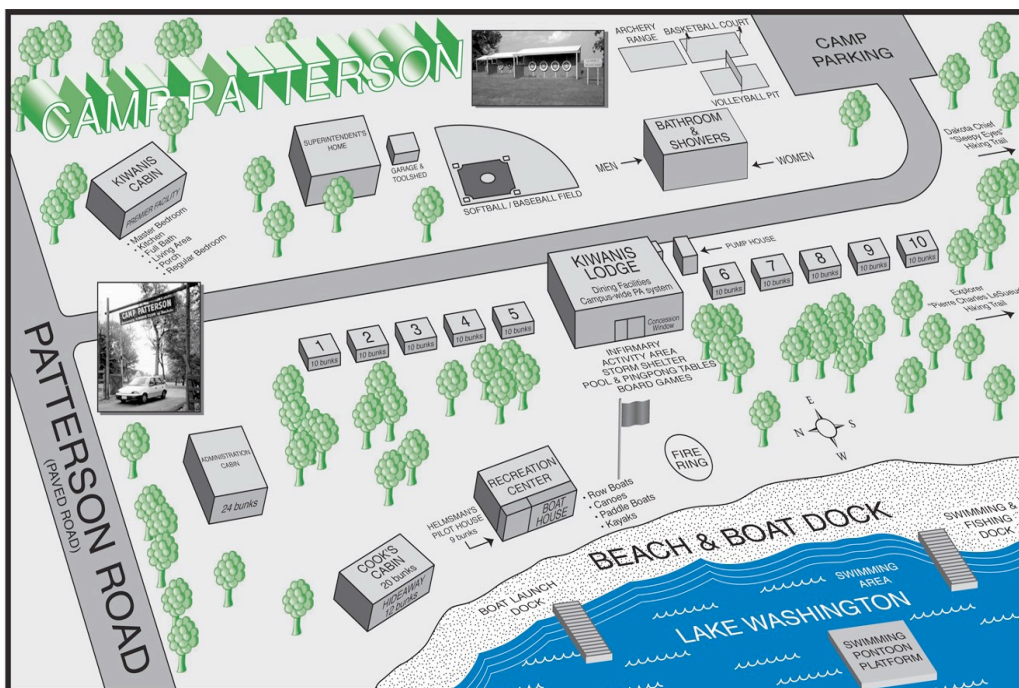 CAMP PATTERSON
ARCHERY
RANGE
BASKETBALL COURT
VOLLEYBALL PIT
CAMP
PARKING
Dakota Chief
"Sleepy Eyes"
Hiking Trail
KIWANIS
CABIN
PREMIER FACILITY
• Master Bedroom
• Kitchen
• Full Bath
• Living Area
• Porch
• Regular Bedroom
SUPERINTENDENT'S
HOME
GARAGE &
TOOLSHED
SOFTBALL / BASEBALL FIELD
MEN
BATHROOM
&
SHOWERS
WOMEN
PUMP HOUSE
KIWANIS
LODGE
Dining Facilities
Campus-wide PA system
Concession
Window
INFIRMARY
ACTIVITY AREA
STORM SHELTER
POOL & PINGPONG TABLES
BOARD GAMES
1
10 bunks
2
10 bunks
3
10 bunks
4
10 bunks
5
10 bunks
6
10 bunks
7
10 bunks
8
10 bunks
9
10 bunks
10
10 bunks
Explorer
"Pierre Charles LeSueur"
Hiking Trail
CAMP PATTERSON
PATTERSON ROAD
(PAVED ROAD)
ADMINISTRATION
CABIN
24 bunks
N
E
S
W
FIRE
RING
RECREATION
CENTER
BOAT
HOUSE
HELMSMAN'S
PILOT HOUSE
9 bunks
• Row Boats
• Canoes
• Paddle Boats
• Kayaks
COOK'S
CABIN
20 bunks
HIDEAWAY
12 bunks
BEACH & BOAT DOCK
BOAT LAUNCH
DOCK
SWIMMING &
FISHING
DOCK
SWIMMING
AREA
LAKE WASHINGTON
SWIMMING
PONTOON
PLATFORM